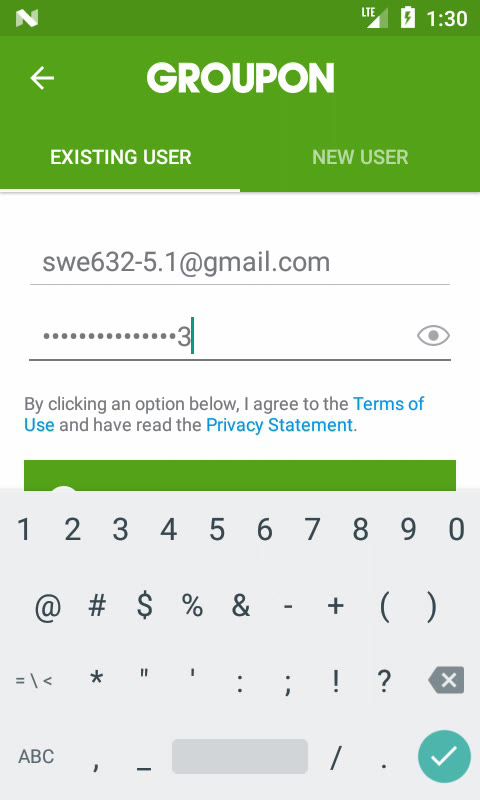 LTE 1:30
GROUPON
EXISTING USER NEW USER
swe632-5.1@gmail.com
•••••••••••••••3
By clicking an option below, I agree to the Terms of
Use and have read the Privacy Statement.
1 2 3 4 5 6 7 8 9 0
@ # $ % & - + ( )
= \ < * " ' : ; ! ?
ABC , _ / .